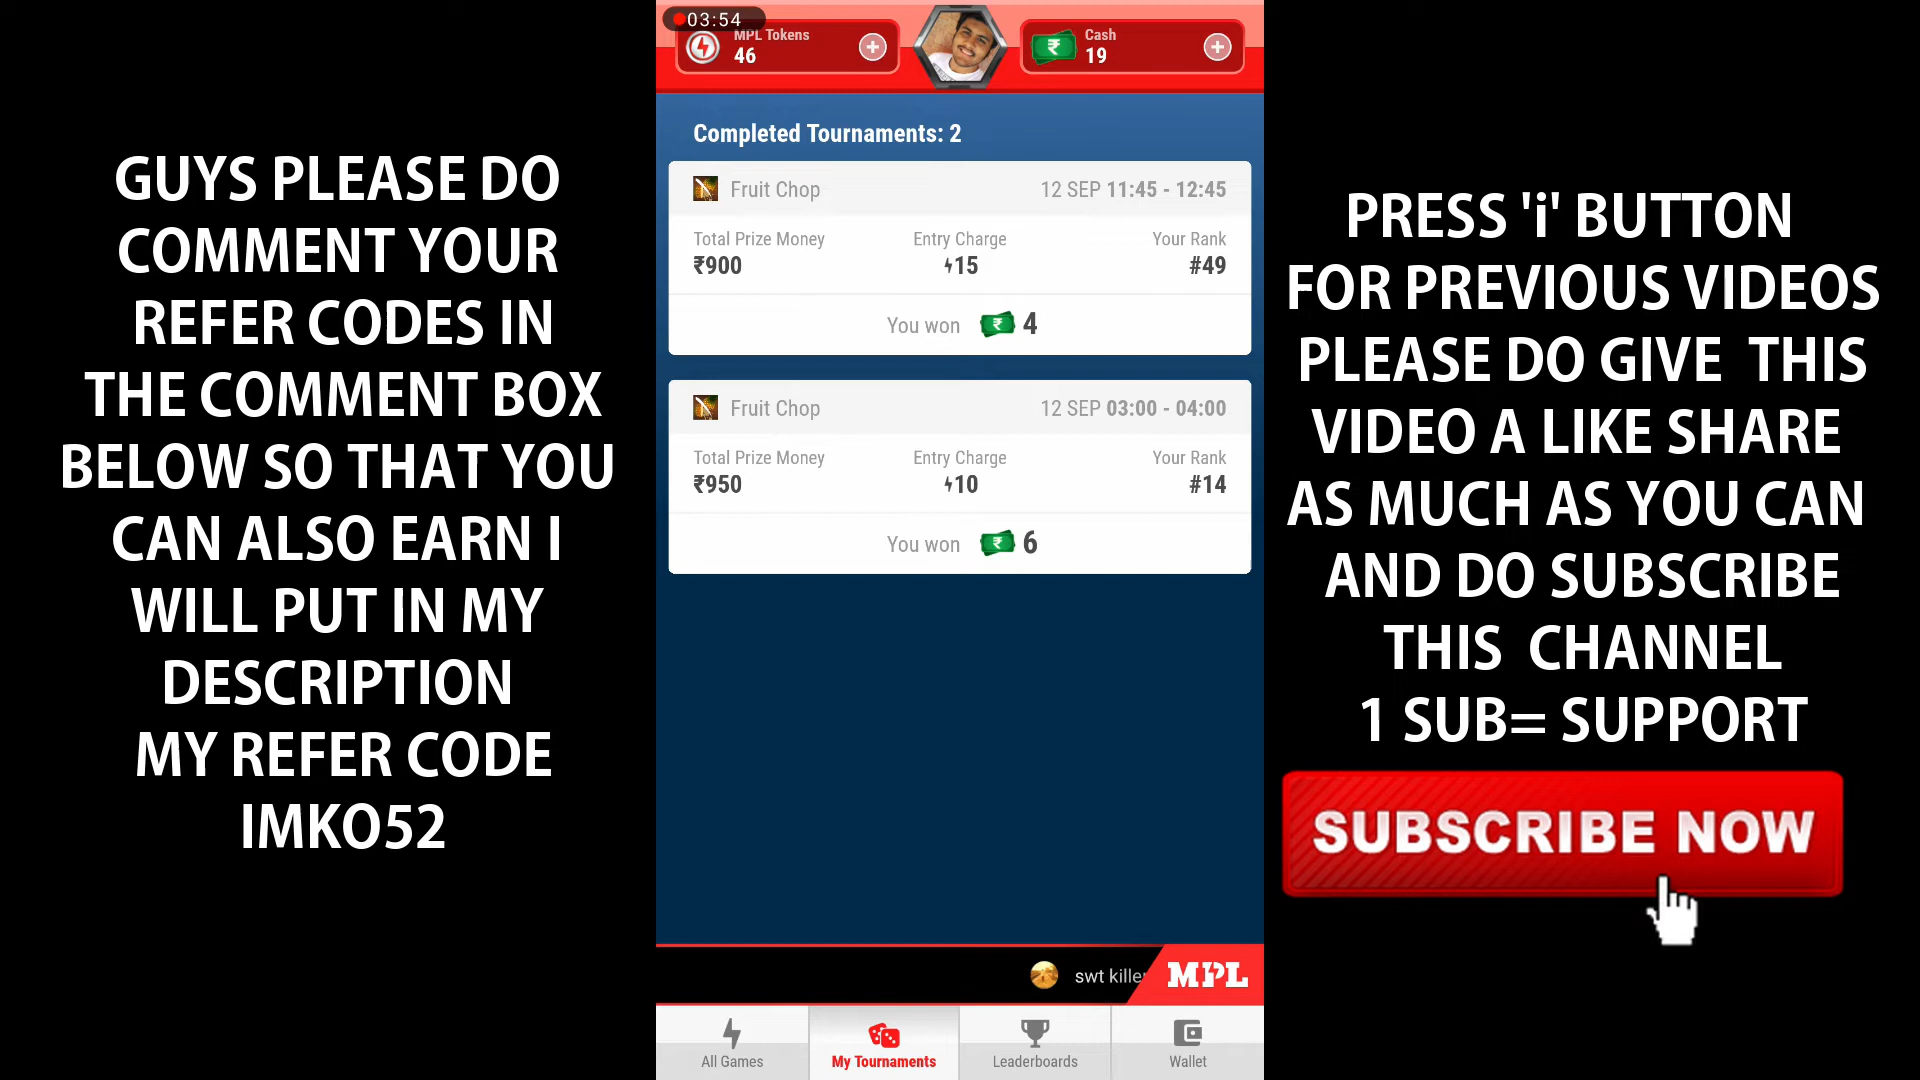 GUYS PLEASE DO
COMMENT YOUR
REFER CODES IN
THE COMMENT BOX
BELOW SO THAT YOU
CAN ALSO EARN I
WILL PUT IN MY
DESCRIPTION
MY REFER CODE
IMKO52
03:54
MPL Tokens
46
Cash
19
Completed Tournaments: 2
Fruit Chop 12 SEP 11:45 - 12:45
Total Prize Money Entry Charge Your Rank
₹900 15 #49
You won ₹ 4
Fruit Chop 12 SEP 03:00 - 04:00
Total Prize Money Entry Charge Your Rank
₹950 10 #14
You won ₹ 6
swt killer MPL
All Games My Tournaments Leaderboards Wallet
PRESS 'i' BUTTON
FOR PREVIOUS VIDEOS
PLEASE DO GIVE THIS
VIDEO A LIKE SHARE
AS MUCH AS YOU CAN
AND DO SUBSCRIBE
THIS CHANNEL
1 SUB= SUPPORT
SUBSCRIBE NOW